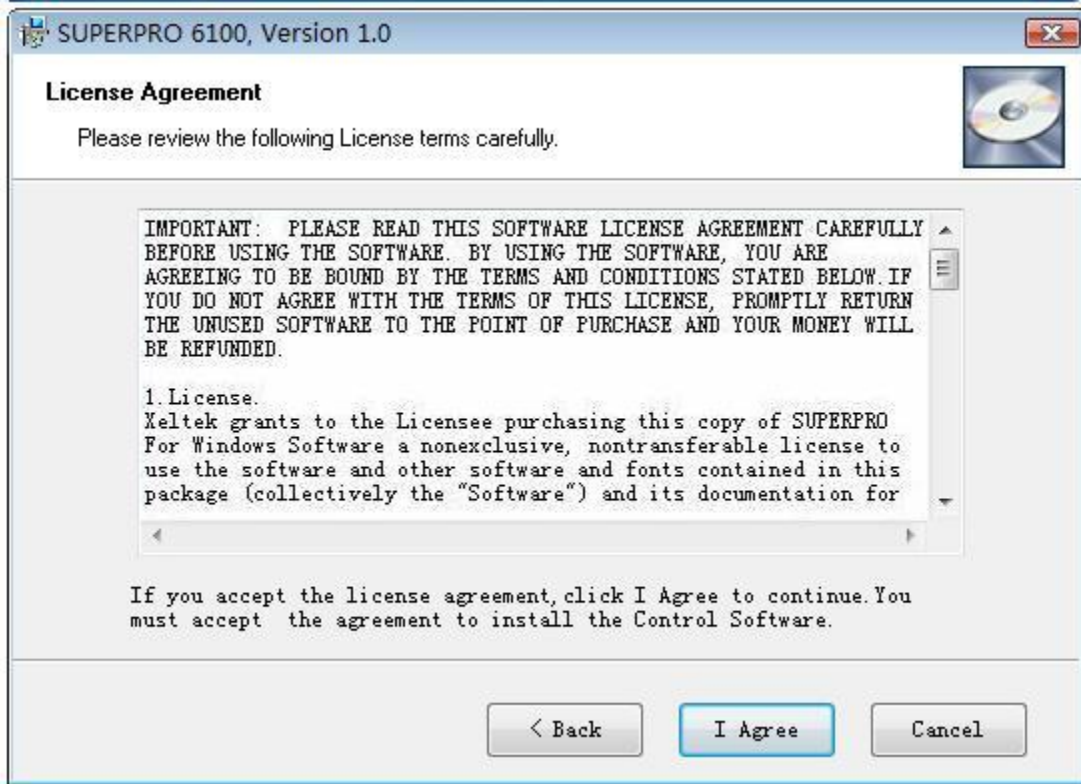 SUPERPRO 6100, Version 1.0
License Agreement
Please review the following License terms carefully.
IMPORTANT:  PLEASE READ THIS SOFTWARE LICENSE AGREEMENT CAREFULLY
BEFORE USING THE SOFTWARE. BY USING THE SOFTWARE, YOU ARE
AGREEING TO BE BOUND BY THE TERMS AND CONDITIONS STATED BELOW.IF
YOU DO NOT AGREE WITH THE TERMS OF THIS LICENSE, PROMPTLY RETURN
THE UNUSED SOFTWARE TO THE POINT OF PURCHASE AND YOUR MONEY WILL
BE REFUNDED.
1.License.
Xeltek grants to the Licensee purchasing this copy of SUPERPRO
For Windows Software a nonexclusive, nontransferable license to
use the software and other software and fonts contained in this
package (collectively the "Software") and its documentation for
If you accept the license agreement,click I Agree to continue.You
must accept  the agreement to install the Control Software.
< Back
I Agree
Cancel